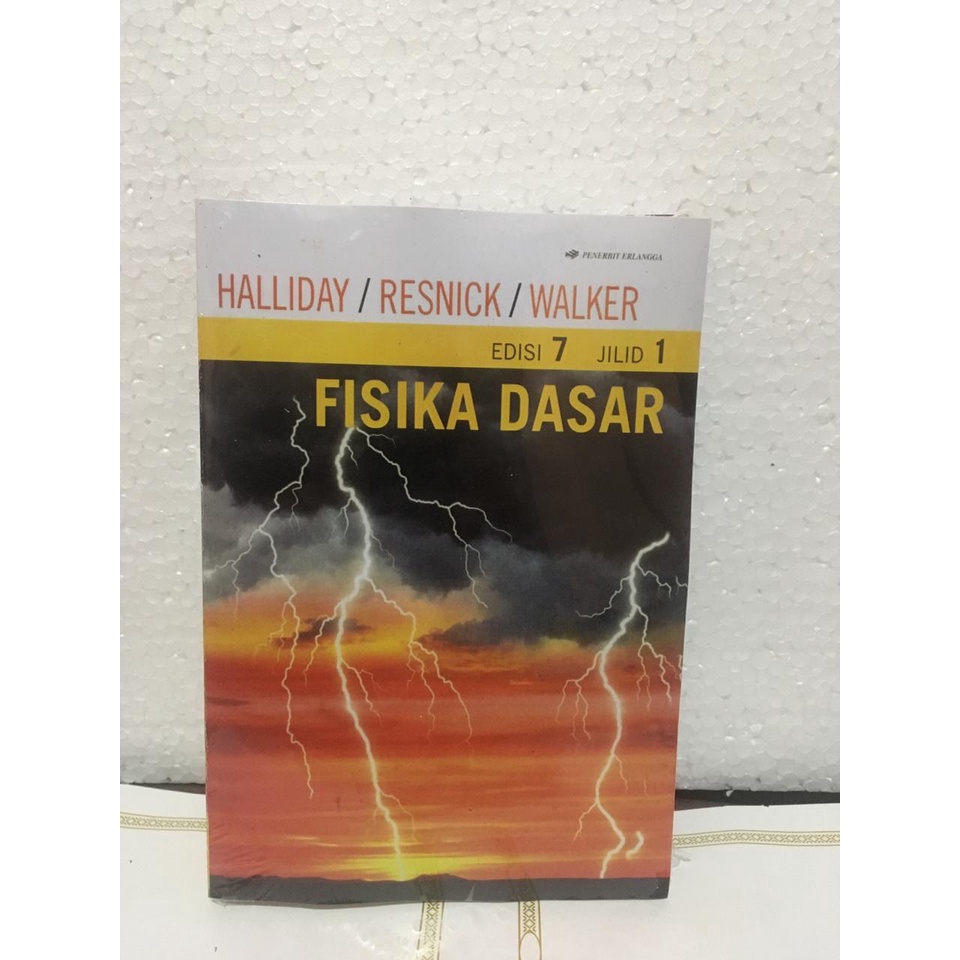 PENERBIT ERLANGGA
HALLIDAY / RESNICK / WALKER
EDISI 7 JILID 1
FISIKA DASAR